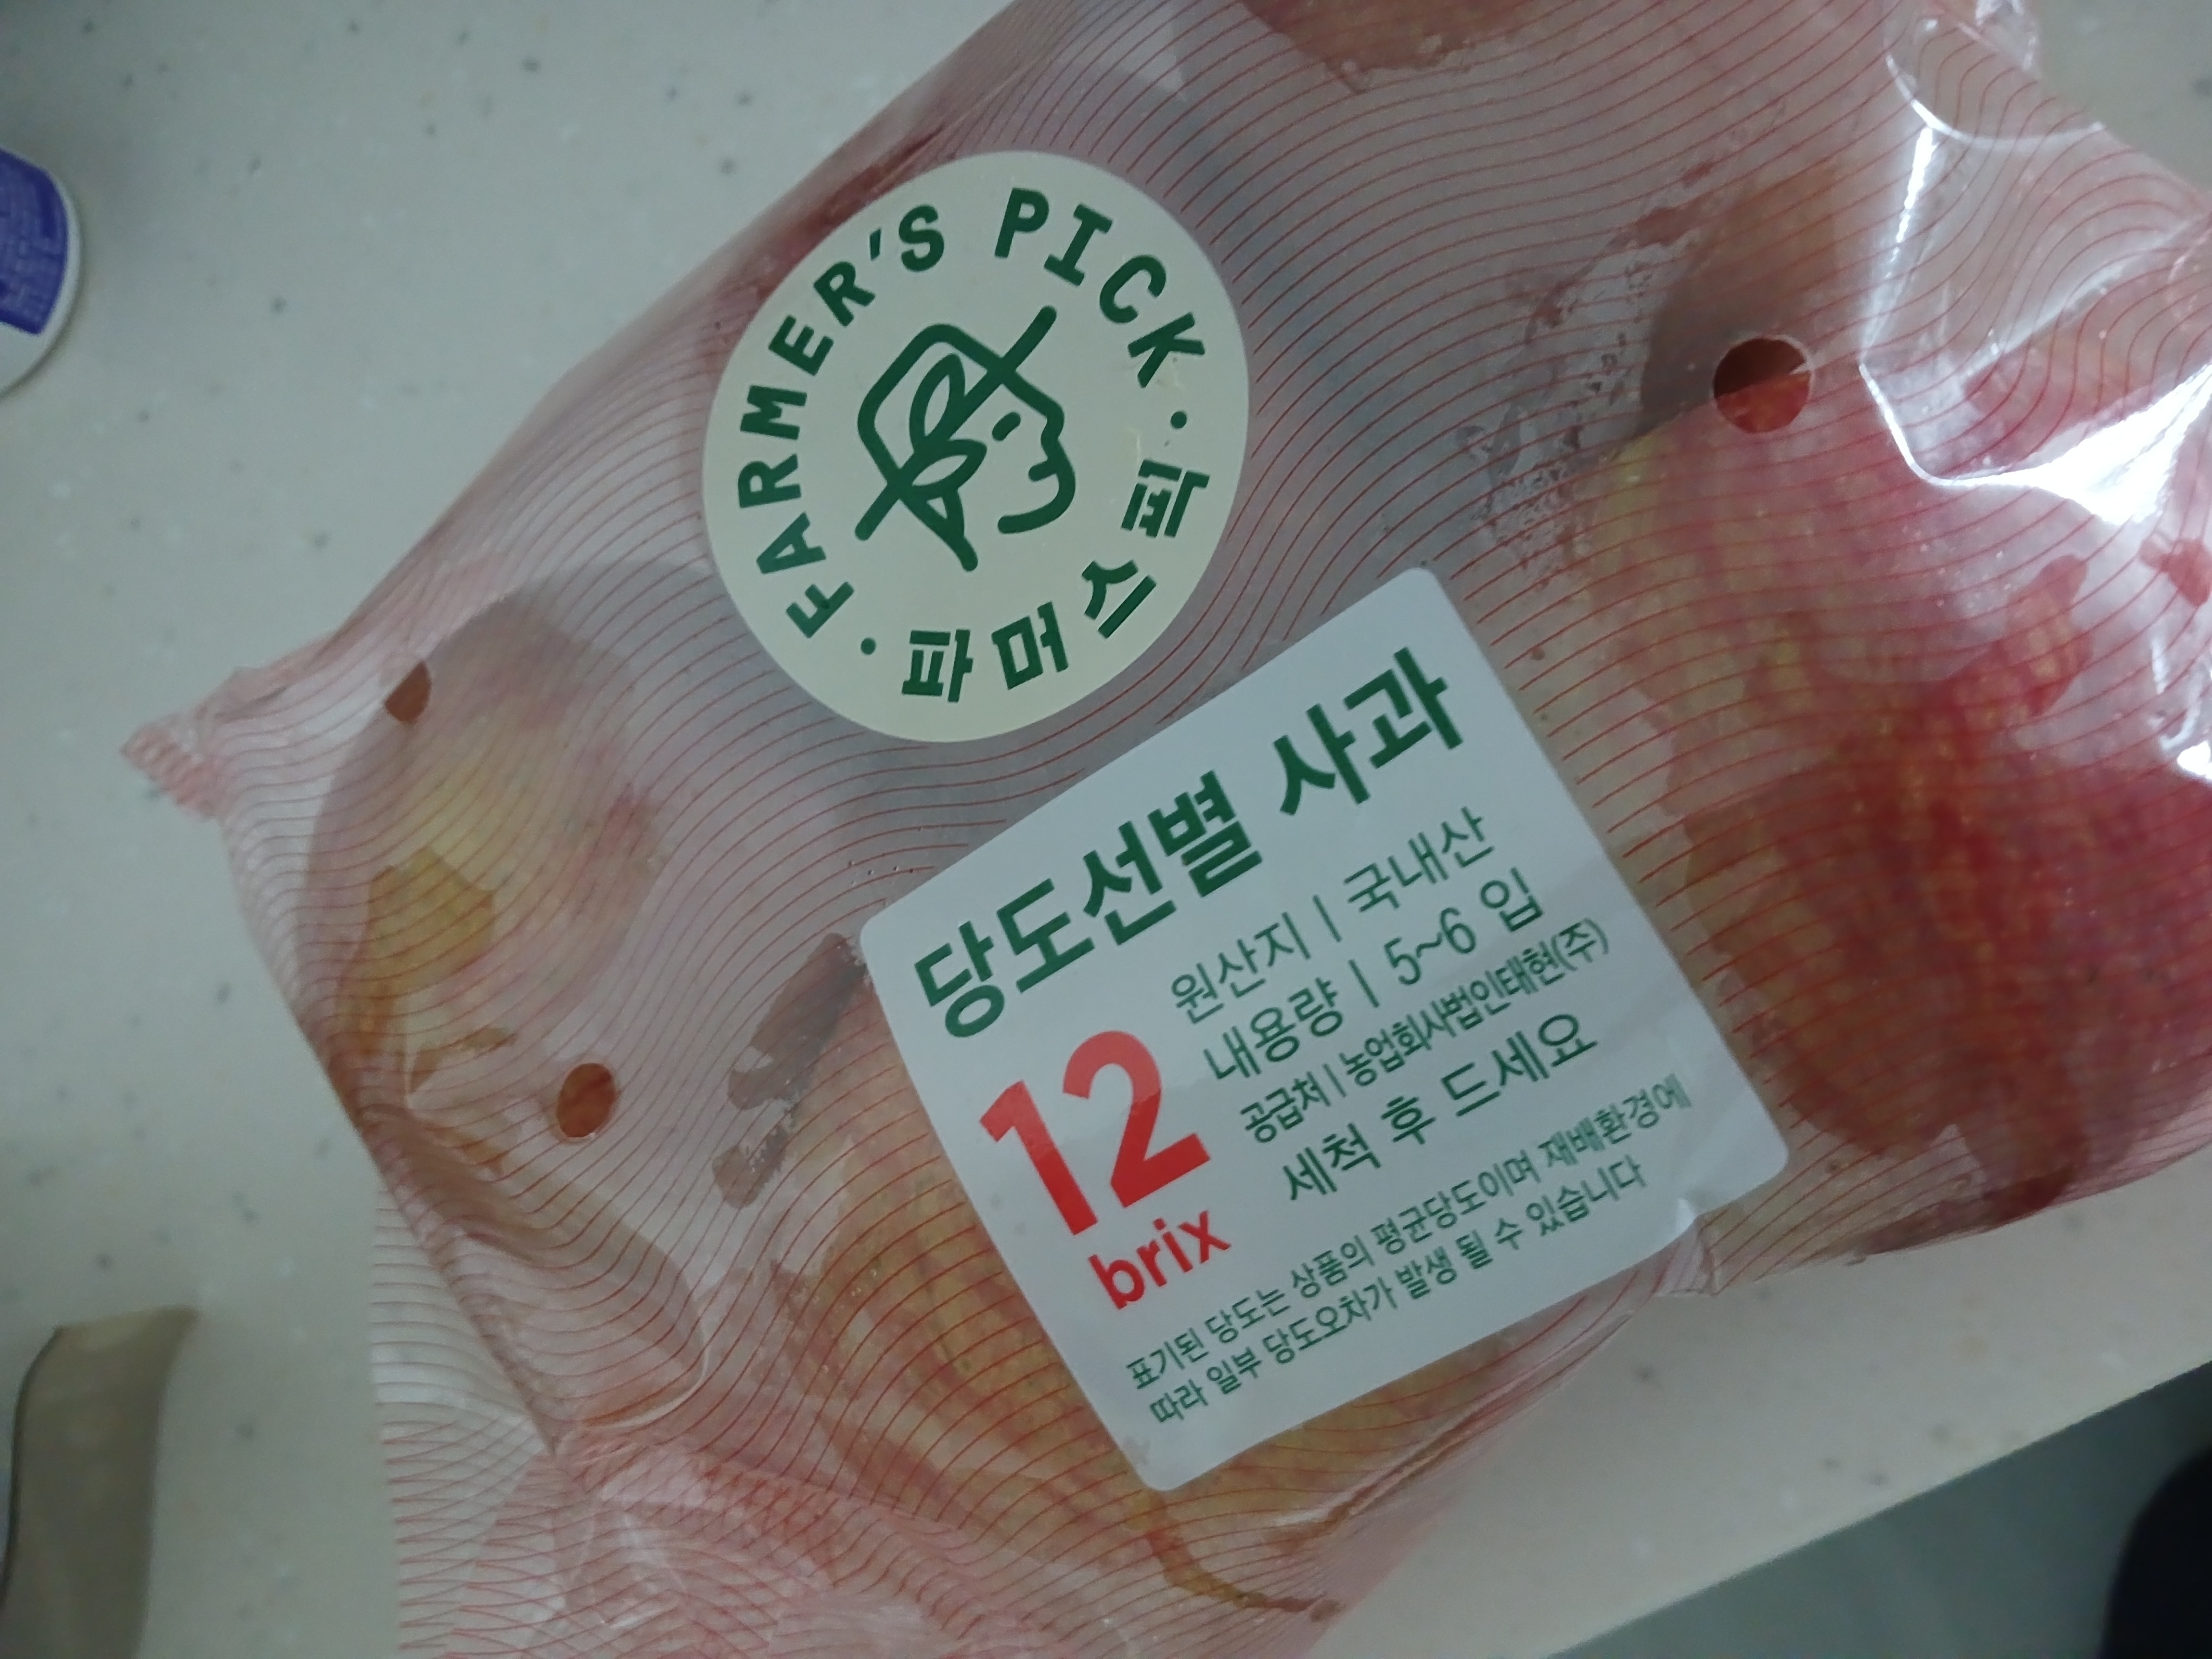 FARMER'S PICK
홈스믐뵤
당도선별 사과
12
brix
원산지 | 국내산
내용량 | 5~6 입
공급처 | 농업회사법인태현(주)
세척 후 드세요
표기된 당도는 상품의 평균당도이며 재배환경에
따라 일부 당도오차가 발생 될 수 있습니다